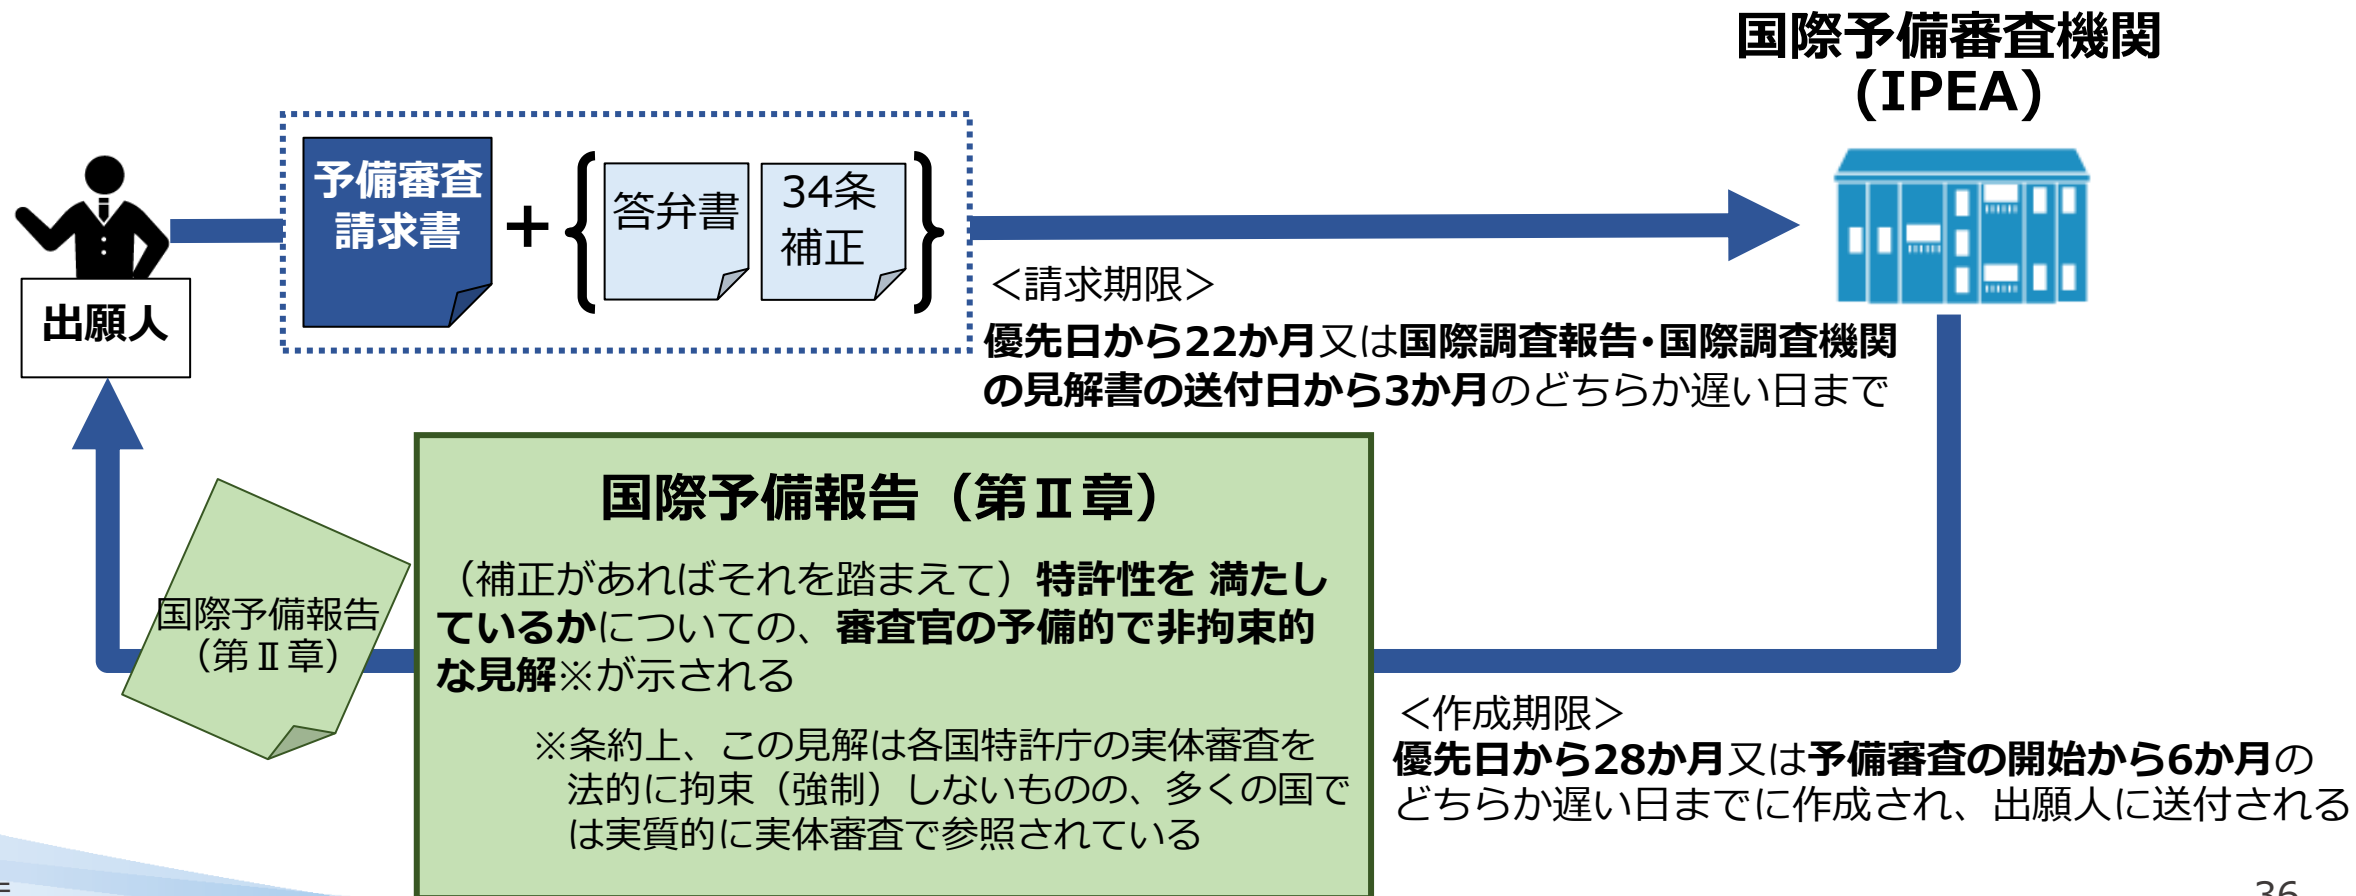 国際予備審査機関
(IPEA)
予備審査
請求書
+
答弁書
34条
補正
出願人
＜請求期限＞
優先日から22か月又は国際調査報告・国際調査機関
の見解書の送付日から3か月のどちらか遅い日まで
国際予備報告（第Ⅱ章）
（補正があればそれを踏まえて）特許性を 満たし
ているかについての、審査官の予備的で非拘束的
な見解※が示される
※条約上、この見解は各国特許庁の実体審査を
法的に拘束（強制）しないものの、多くの国で
は実質的に実体審査で参照されている
国際予備報告
（第Ⅱ章）
＜作成期限＞
優先日から28か月又は予備審査の開始から6か月の
どちらか遅い日までに作成され、出願人に送付される
36